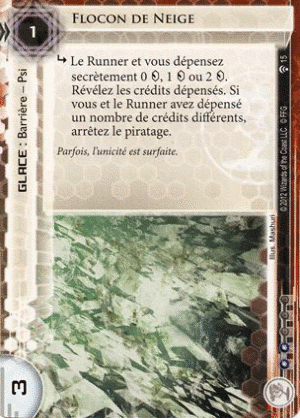 Flocon de Neige
1
GLACE : Barrière – Psi
↳ Le Runner et vous dépensez
secrètement 0, 1 ou 2.
Révélez les crédits dépensés. Si
vous et le Runner avez dépensé
un nombre de crédits différents,
arrêtez le piratage.
Parfois, l'unicité est surfaite.
15
© 2012 Wizards of the Coast LLC © FFG
Illus. Mashuri
3